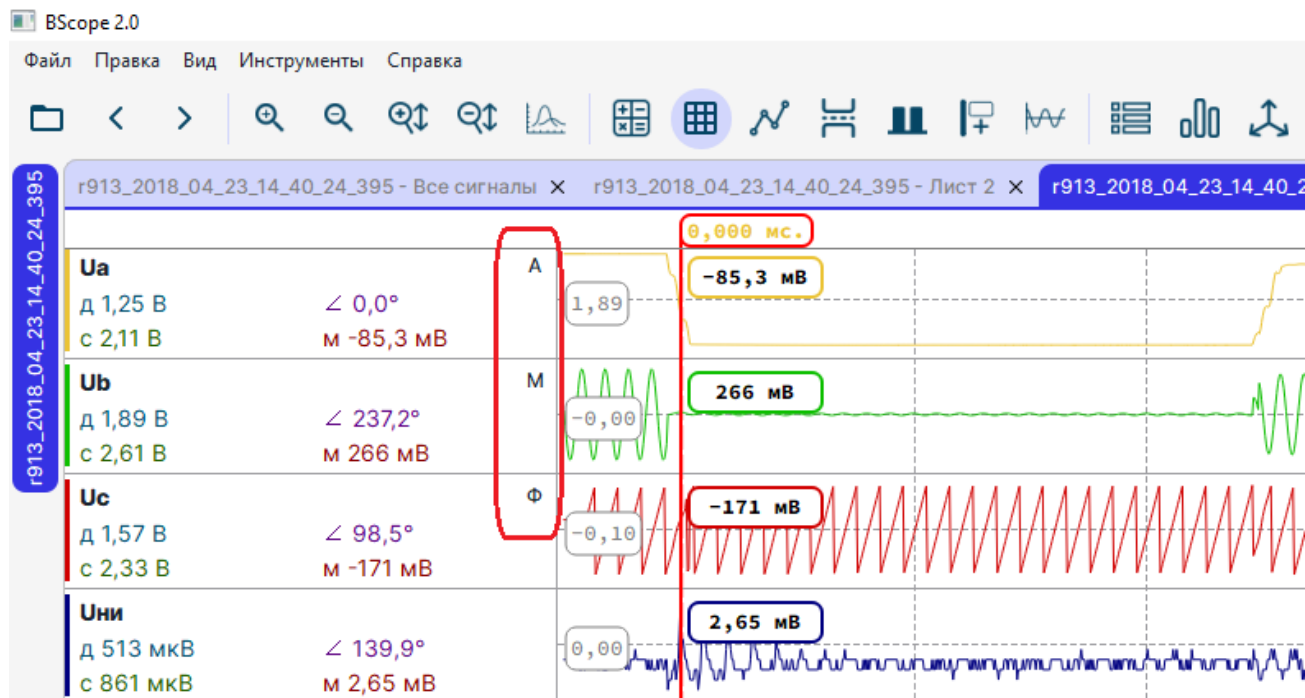 BScope 2.0
Файл Правка Вид Инструменты Справка
r913_2018_04_23_14_40_24_395
r913_2018_04_23_14_40_24_395 - Все сигналы × r913_2018_04_23_14_40_24_395 - Лист 2 × r913_2018_04_23_14_40_2
0,000 мс.
Ua А
д 1,25 В ∠ 0,0° 1,89 -85,3 мВ
с 2,11 В м -85,3 мВ
Ub М
д 1,89 В ∠ 237,2° -0,00 266 мВ
с 2,61 В м 266 мВ
Uc Ф
д 1,57 В ∠ 98,5° -0,10 -171 мВ
с 2,33 В м -171 мВ
Uни
д 513 мкВ ∠ 139,9° 0,00 2,65 мВ
с 861 мкВ м 2,65 мВ